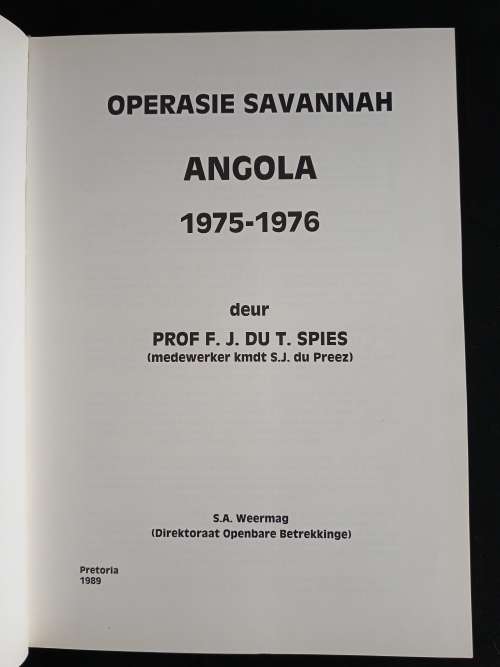 OPERASIE SAVANNAH
ANGOLA
1975-1976
deur
PROF F. J. DU T. SPIES
(medewerker kmdt S.J. du Preez)
S.A. Weermag
(Direktoraat Openbare Betrekkinge)
Pretoria
1989